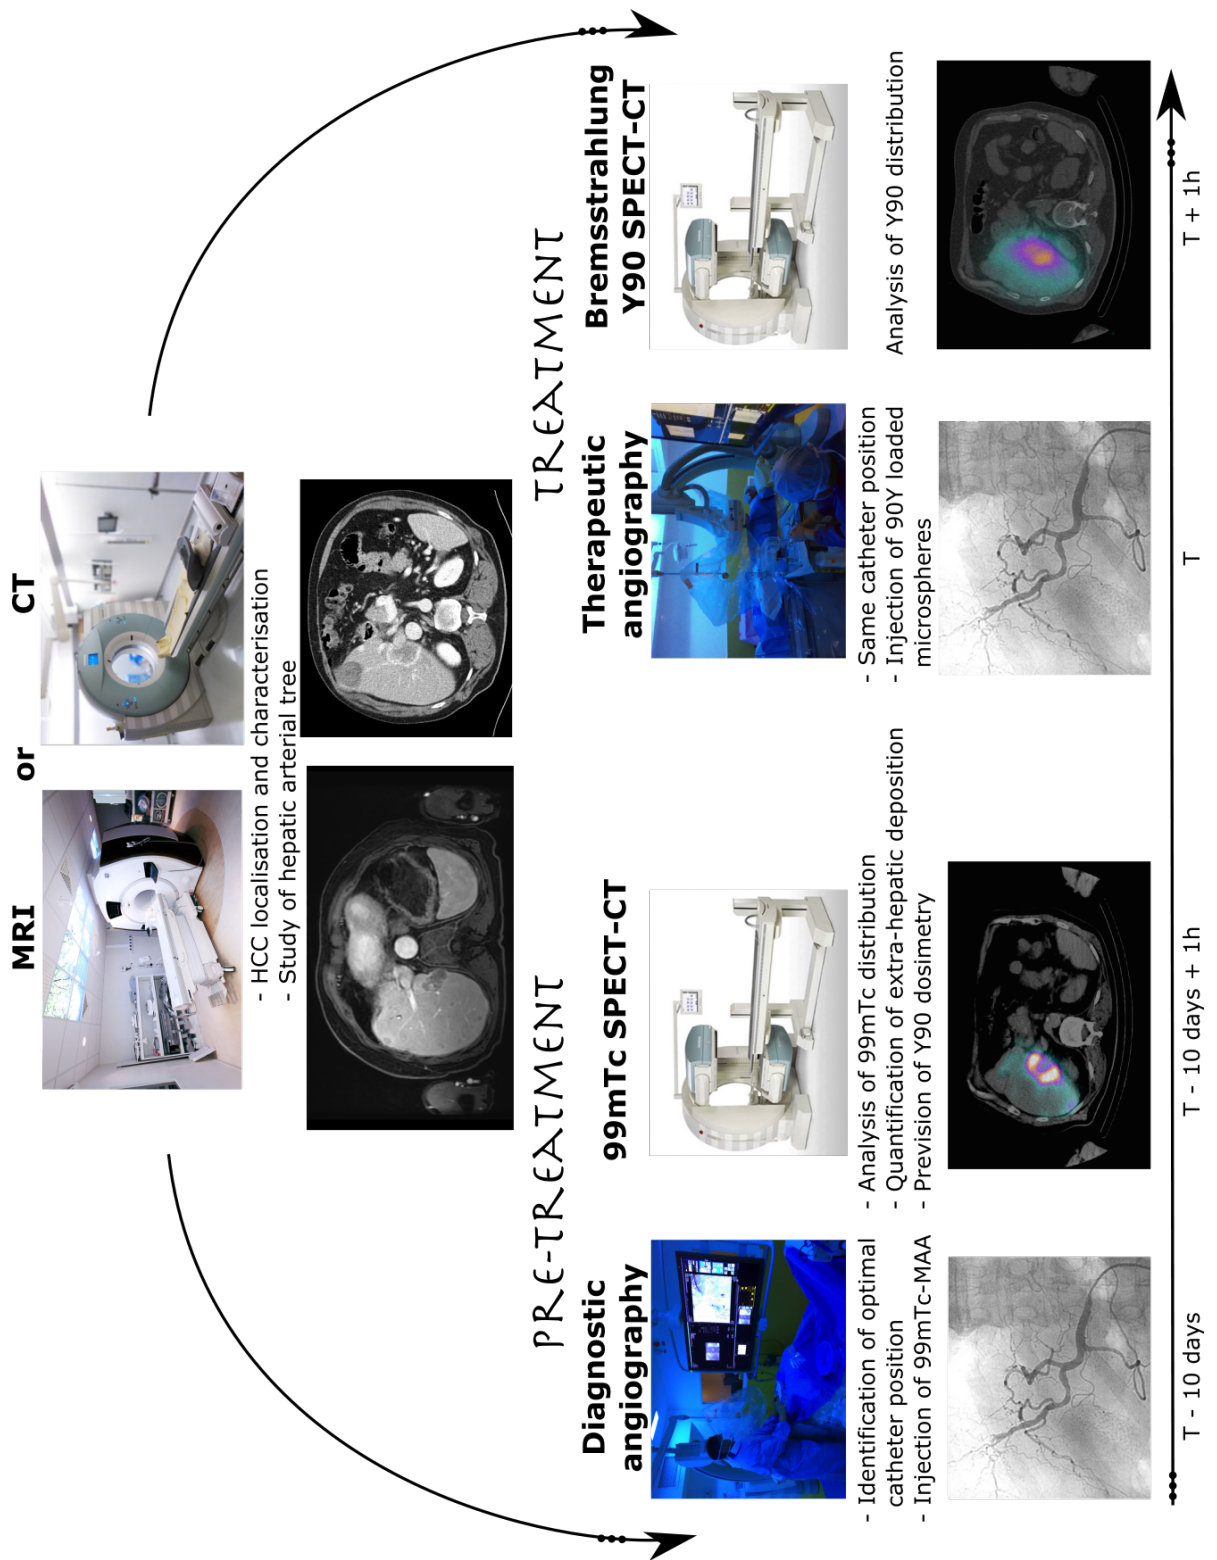 MRI or CT
- HCC localisation and characterisation
- Study of hepatic arterial tree
PRE-TREATMENT
Diagnostic
angiography
- Identification of optimal
catheter position
- Injection of 99mTc-MAA
99mTc SPECT-CT
- Analysis of 99mTc distribution
- Quantification of extra-hepatic deposition
- Prevision of Y90 dosimetry
TREATMENT
Therapeutic
angiography
- Same catheter position
- Injection of 90Y loaded
microspheres
Bremsstrahlung
Y90 SPECT-CT
Analysis of Y90 distribution
T - 10 days
T - 10 days + 1h
T
T + 1h